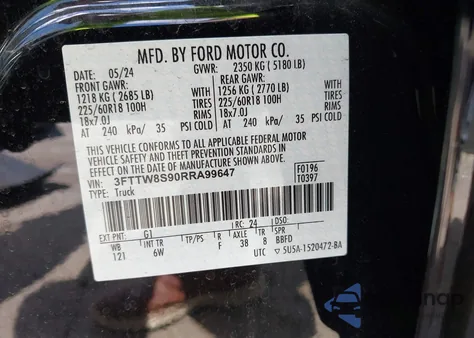 MFD. BY FORD MOTOR CO.
DATE: 05/24 GVWR: 2350 KG ( 5180 LB)
FRONT GAWR: REAR GAWR:
1218 KG ( 2685 LB) 1256 KG ( 2770 LB)
225/60R18 100H TIRES 225/60R18 100H TIRES
18x7.0J RIMS 18x7.0J RIMS
AT 240 kPa/ 35 PSI COLD AT 240 kPa/ 35 PSI COLD
THIS VEHICLE CONFORMS TO ALL APPLICABLE FEDERAL MOTOR
VEHICLE SAFETY AND BUMPER STANDARDS IN
EFFECT ON THE DATE OF MANUFACTURE SHOWN ABOVE.
VIN: 3FTTW8S90RRA99647 F0196
TYPE: Truck T0397
EXT PNT: G1 RC: 24 DSO:
WB INT TR TP/PS R AXLE TR SPR
121 6W F 38 8 BBFD
UTC ▽ 5U5A-1520472-BA